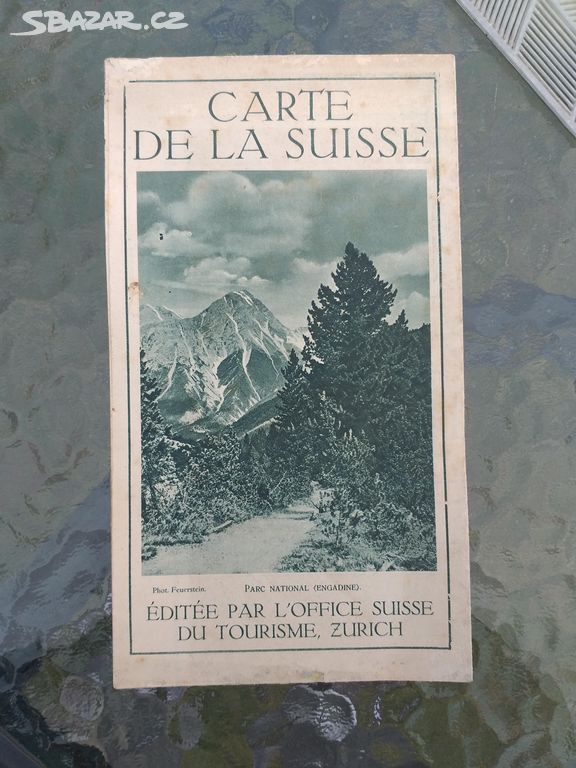 SBAZAR.CZ
CARTE
DE LA SUISSE
Phot. Feuerstein. PARC NATIONAL (ENGADINE).
ÉDITÉE PAR L'OFFICE SUISSE
DU TOURISME, ZURICH